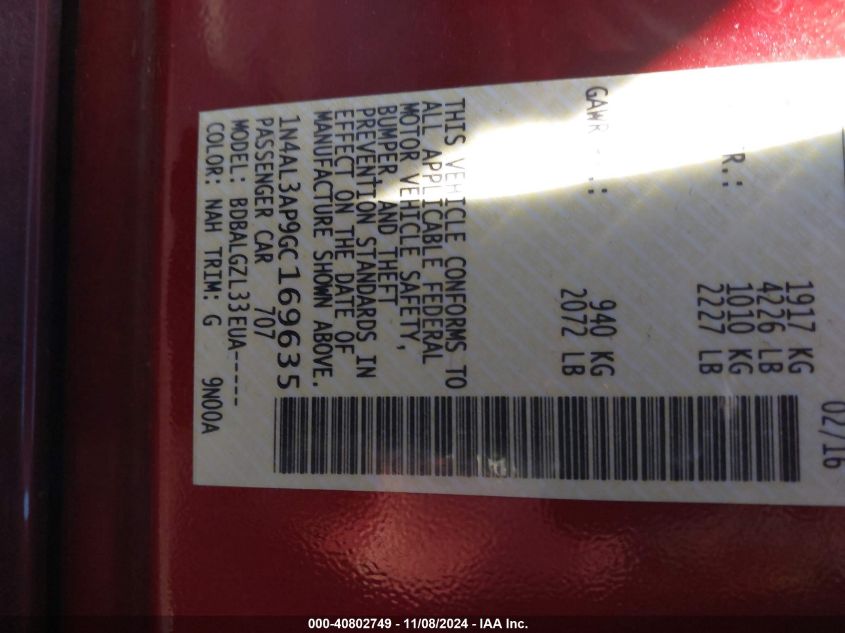 02/16
1917 KG
4226 LB
R.: 1010 KG
2227 LB
GAWR 940 KG
2072 LB
THIS VEHICLE CONFORMS TO
ALL APPLICABLE FEDERAL
MOTOR VEHICLE SAFETY,
BUMPER, AND THEFT
PREVENTION STANDARDS IN
EFFECT ON THE DATE OF
MANUFACTURE SHOWN ABOVE.
1N4AL3AP9GC169635
PASSENGER CAR 707
MODEL: BDBALGZL33EUA-----
COLOR: NAH TRIM: G 9N00A
000-40802749 - 11/08/2024 - IAA Inc.